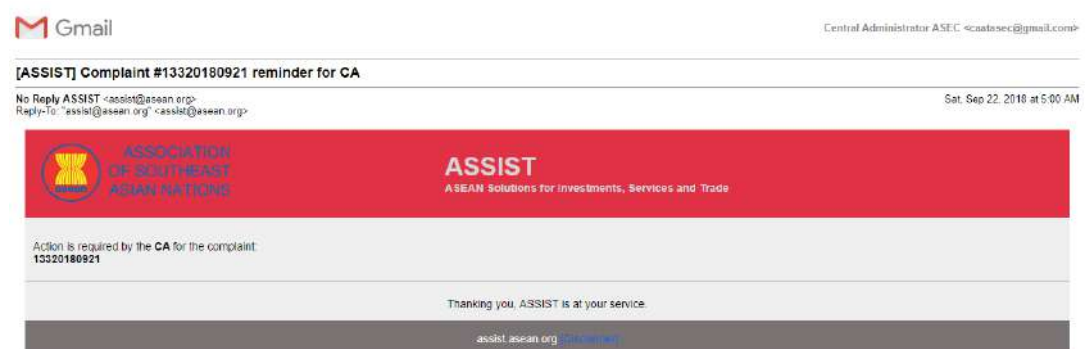 Gmail
Central Administrator ASEC <caatasec@gmail.com>
[ASSIST] Complaint #13320180921 reminder for CA
No Reply ASSIST <assist@asean.org>
Sat, Sep 22, 2018 at 5:00 AM
Reply-To: "assist@asean.org" <assist@asean.org>
ASSOCIATION
OF SOUTHEAST
ASIAN NATIONS
ASSIST
ASEAN Solutions for Investments, Services and Trade
Action is required by the CA for the complaint:
13320180921
Thanking you, ASSIST is at your service.
assist.asean.org